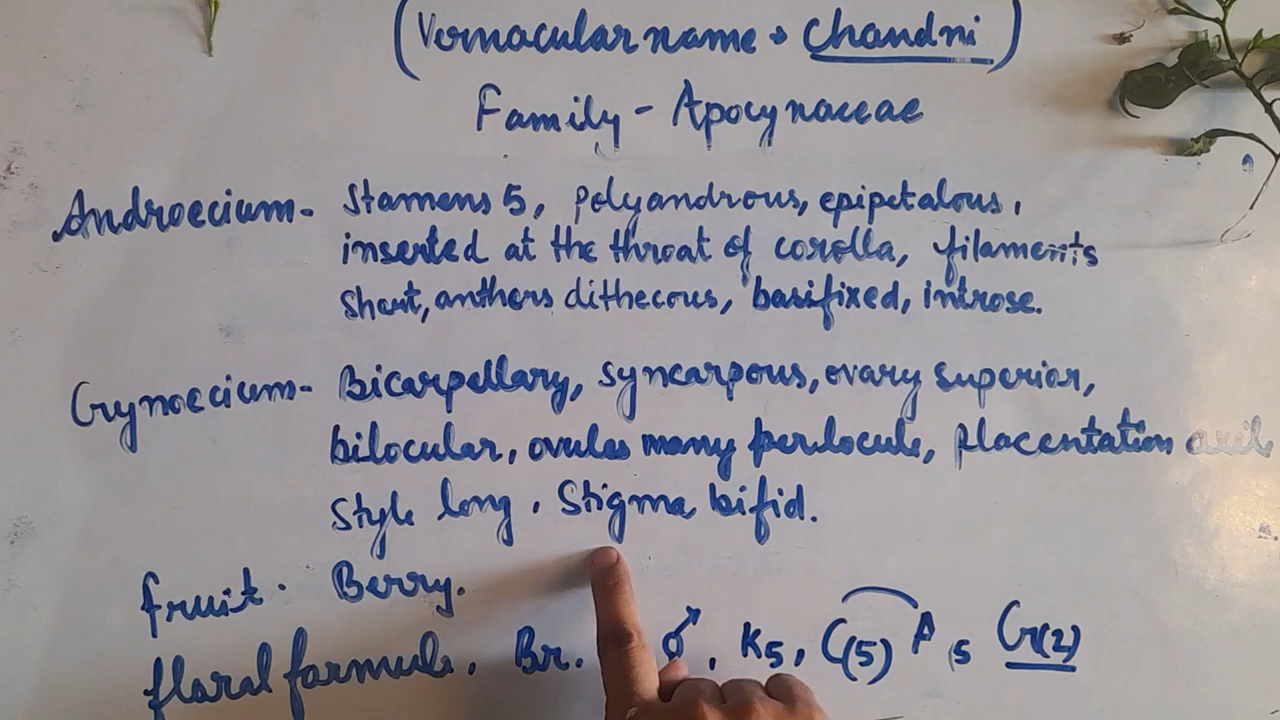 (Vernacular name → Chandni)
Family - Apocynaceae
Androecium - Stamens 5, polyandrous, epipetalous,
inserted at the throat of corolla, filaments
short, anthers dithecous, basifixed, introse.
Gynoecium - Bicarpellary, syncarpous, ovary superior,
bilocular, ovules many perlocule, placentation axile
Style long, Stigma bifid.
fruit - Berry.
floral formula, Br. ⚥, K5, C(5) A5 G(2)